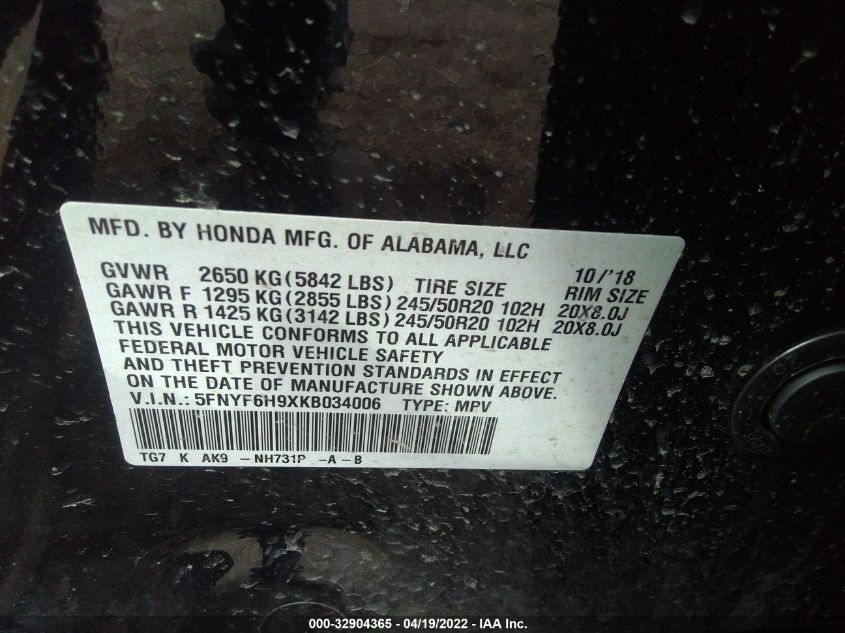 MFD. BY HONDA MFG. OF ALABAMA, LLC
10/'18
GVWR 2650 KG(5842 LBS) TIRE SIZE RIM SIZE
GAWR F 1295 KG(2855 LBS)245/50R20 102H 20X8.0J
GAWR R 1425 KG(3142 LBS)245/50R20 102H 20X8.0J
THIS VEHICLE CONFORMS TO ALL APPLICABLE
FEDERAL MOTOR VEHICLE SAFETY
AND THEFT PREVENTION STANDARDS IN EFFECT
ON THE DATE OF MANUFACTURE SHOWN ABOVE.
V.I.N.: 5FNYF6H9XKB034006 TYPE: MPV
TG7 K AK9 -NH731P -A-B
000-32904365 - 04/19/2022 - IAA Inc.